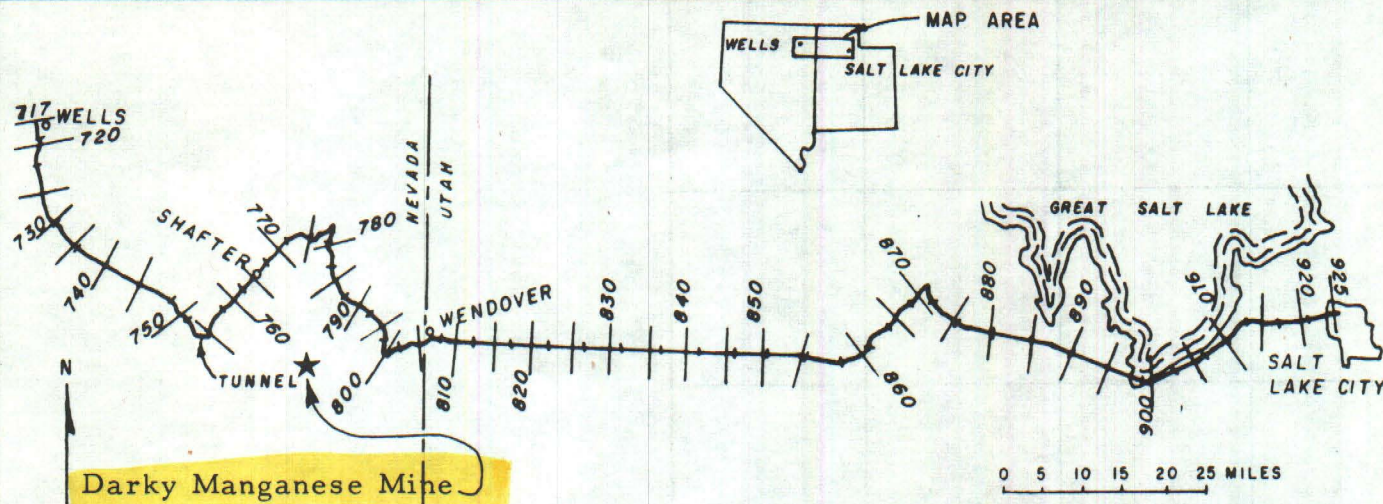 MAP AREA
WELLS
SALT LAKE CITY
717 WELLS
720
730
740
750
SHAFTER
760
770
780
790
800
TUNNEL
NEVADA
UTAH
WENDOVER
810
820
830
840
850
860
870
880
890
900
910
920
925
GREAT SALT LAKE
SALT
LAKE CITY
N
Darky Manganese Mine
0 5 10 15 20 25 MILES